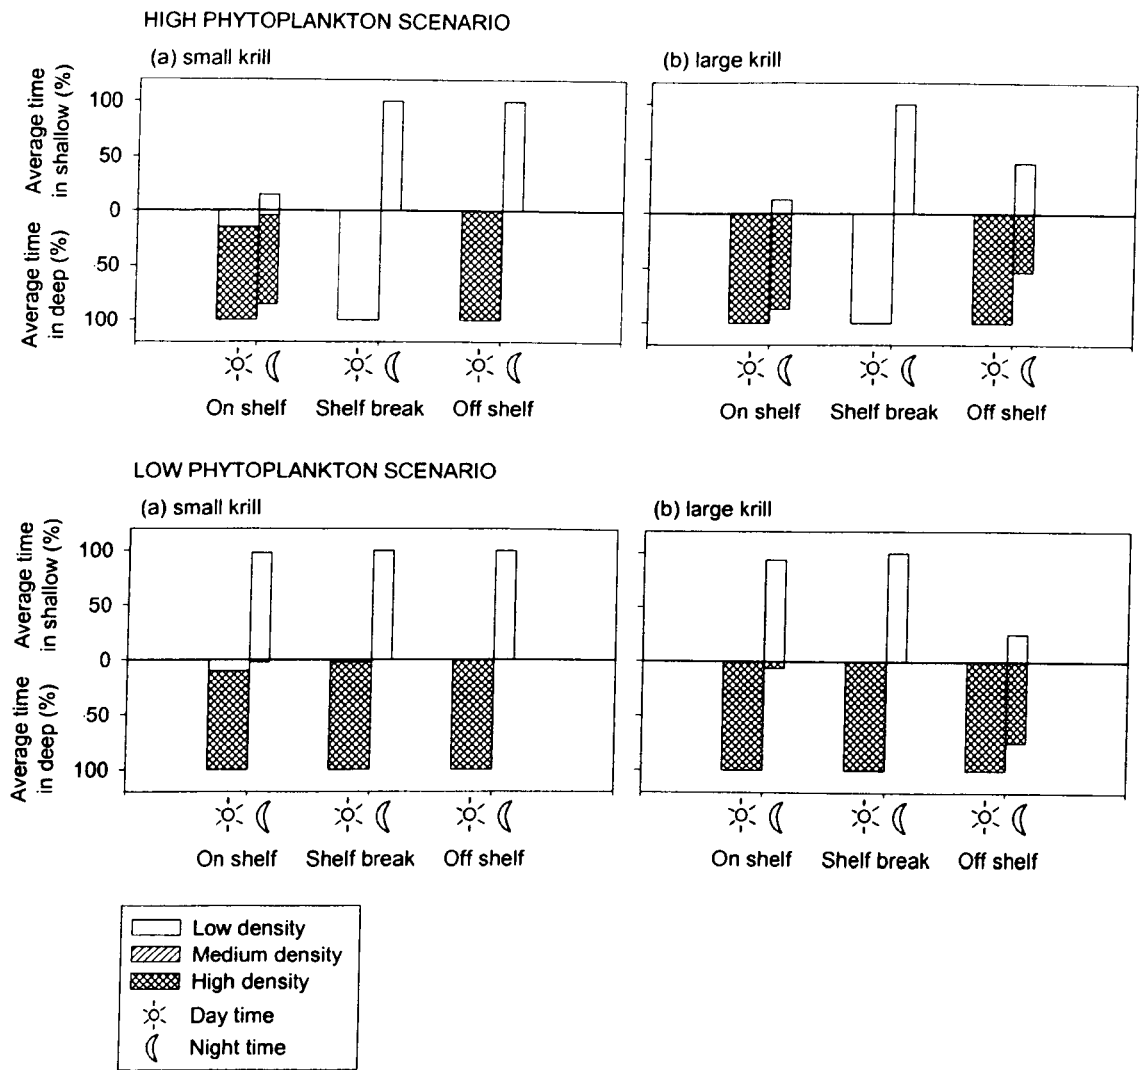 HIGH PHYTOPLANKTON SCENARIO
(a) small krill
(b) large krill
Average time
in shallow (%)
Average time
in deep (%)
100
50
0
·50
100
On shelf
Shelf break
Off shelf
On shelf
Shelf break
Off shelf
LOW PHYTOPLANKTON SCENARIO
(a) small krill
(b) large krill
Average time
in shallow (%)
Average time
in deep (%)
100
50
0
·50
100
On shelf
Shelf break
Off shelf
On shelf
Shelf break
Off shelf
Low density
Medium density
High density
Day time
Night time